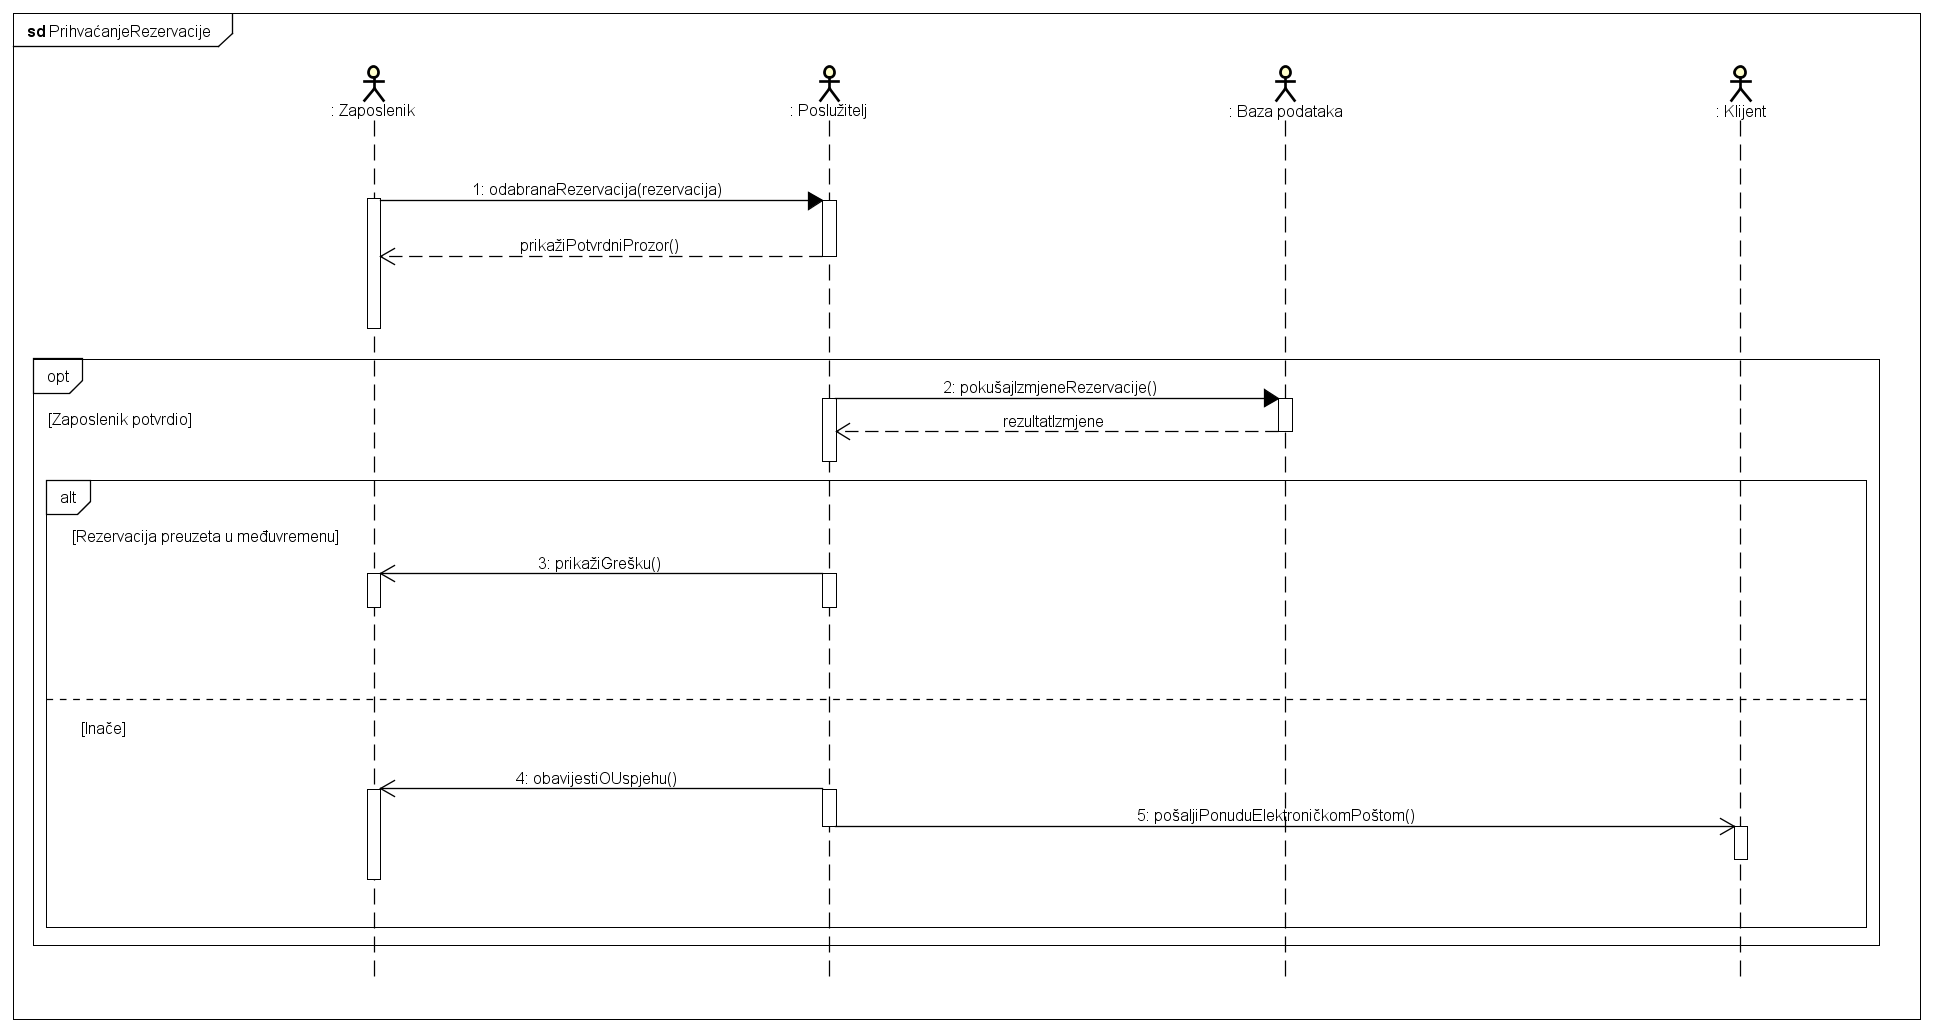 sd PrihvaćanjeRezervacije
: Zaposlenik
: Poslužitelj
: Baza podataka
: Klijent
1: odabranaRezervacija(rezervacija)
prikažiPotvrdniProzor()
opt
2: pokušajIzmjeneRezervacije()
[Zaposlenik potvrdio]
rezultatIzmjene
alt
[Rezervacija preuzeta u međuvremenu]
3: prikažiGrešku()
[Inače]
4: obavijestiOUspjehu()
5: pošaljiPonuduElektroničkomPoštom()